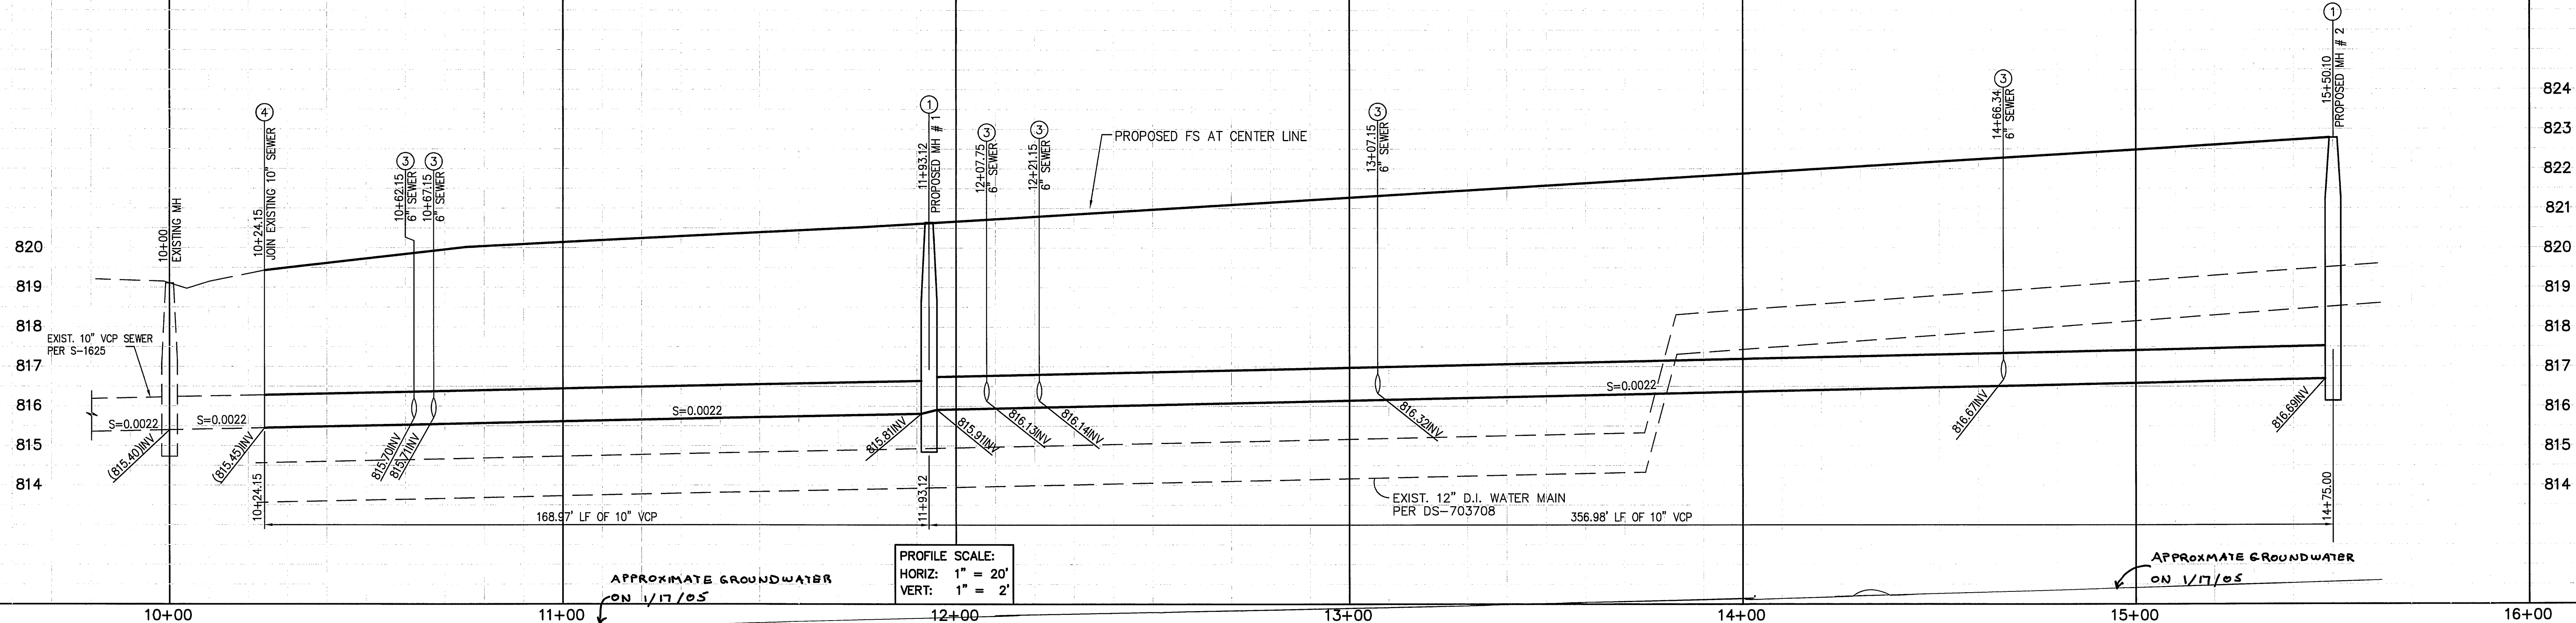 1
15+50.10
PROPOSED MH # 2
4
10+24.15
JOIN EXISTING 10" SEWER
10+00
EXISTING MH
3
10+62.15
6" SEWER
3
10+67.15
6" SEWER
1
11+93.12
PROPOSED MH # 1
3
12+07.75
6" SEWER
3
12+21.15
6" SEWER
PROPOSED FS AT CENTER LINE
3
13+07.15
6" SEWER
3
14+66.34
6" SEWER
824
823
822
821
820
820
819
819
818
818
817
817
816
816
815
815
814
814
EXIST. 10" VCP SEWER
PER S-1625
S=0.0022
S=0.0022
S=0.0022
S=0.0022
(815.40)INV
(815.45)INV
815.70INV
815.71INV
815.81INV
815.91INV
816.13INV
816.14INV
816.32INV
816.67INV
816.69INV
10+24.15
11+93.12
14+75.00
EXIST. 12" D.I. WATER MAIN
PER DS-703708
168.97' LF OF 10" VCP
356.98' LF OF 10" VCP
PROFILE SCALE:
HORIZ: 1" = 20'
VERT: 1" = 2'
APPROXIMATE GROUNDWATER
ON 1/17/05
APPROXMATE GROUNDWATER
ON 1/17/05
10+00
11+00
12+00
13+00
14+00
15+00
16+00